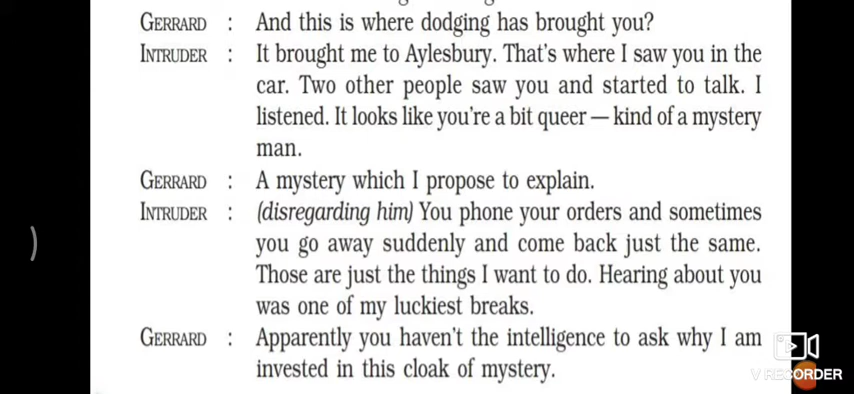 GERRARD : And this is where dodging has brought you?
INTRUDER : It brought me to Aylesbury. That's where I saw you in the
car. Two other people saw you and started to talk. I
listened. It looks like you're a bit queer — kind of a mystery
man.
GERRARD : A mystery which I propose to explain.
INTRUDER : (disregarding him) You phone your orders and sometimes
you go away suddenly and come back just the same.
Those are just the things I want to do. Hearing about you
was one of my luckiest breaks.
GERRARD : Apparently you haven't the intelligence to ask why I am
invested in this cloak of mystery.
V RECORDER